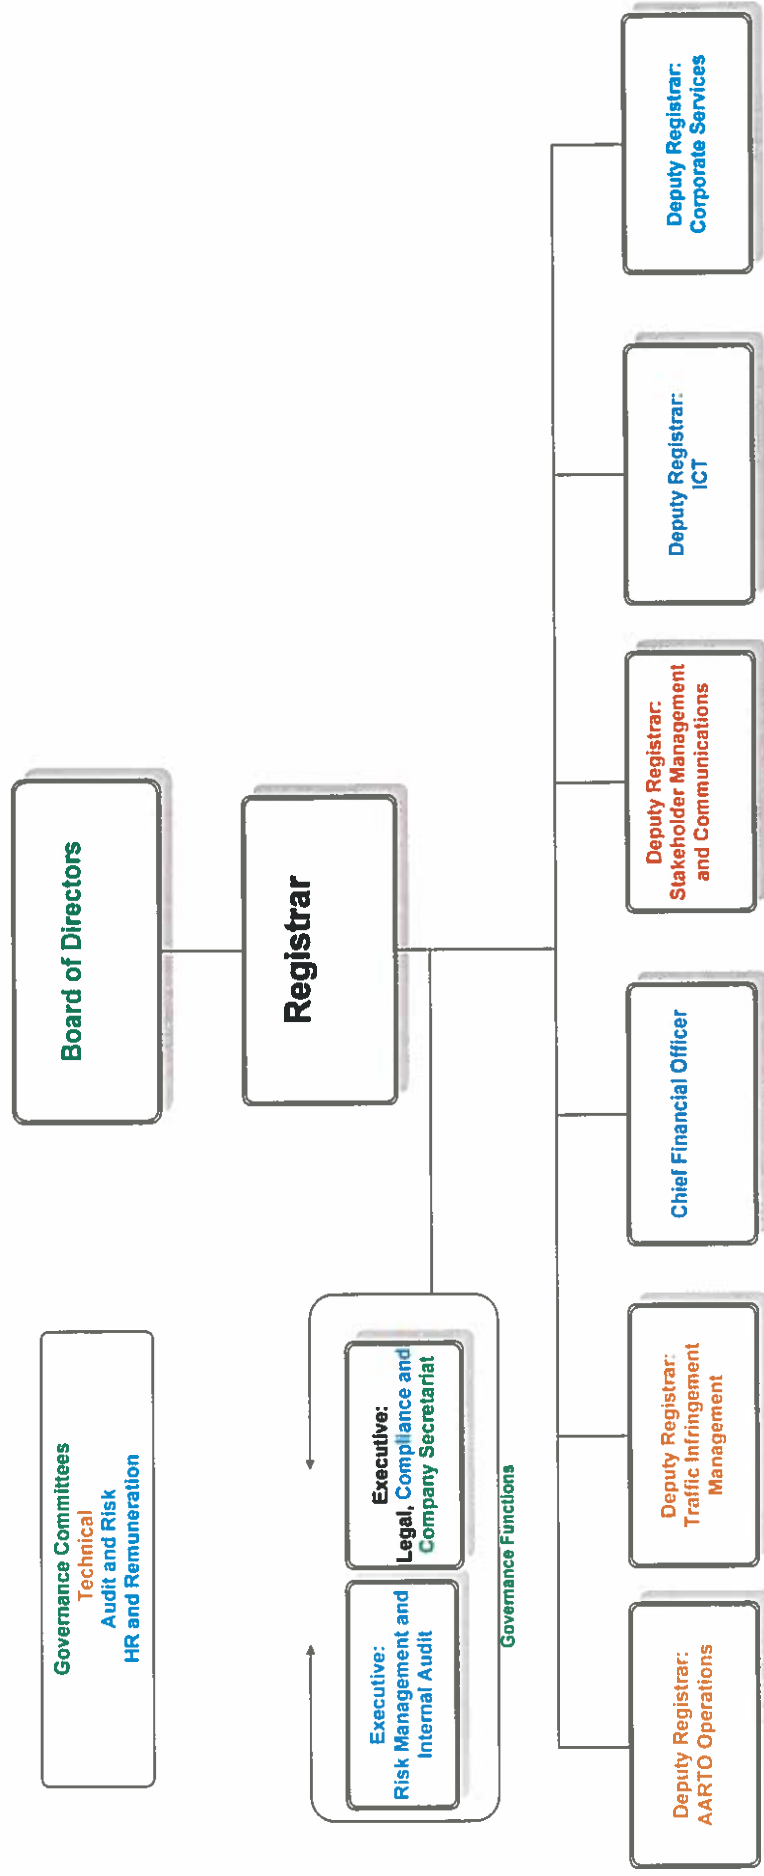 Board of Directors
Governance Committees
Technical
Audit and Risk
HR and Remuneration
Registrar
Executive:
Risk Management and
Internal Audit
Executive:
Legal, Compliance and
Company Secretariat
Governance Functions
Deputy Registrar:
AARTO Operations
Deputy Registrar:
Traffic Infringement
Management
Chief Financial Officer
Deputy Registrar:
Stakeholder Management
and Communications
Deputy Registrar:
ICT
Deputy Registrar:
Corporate Services